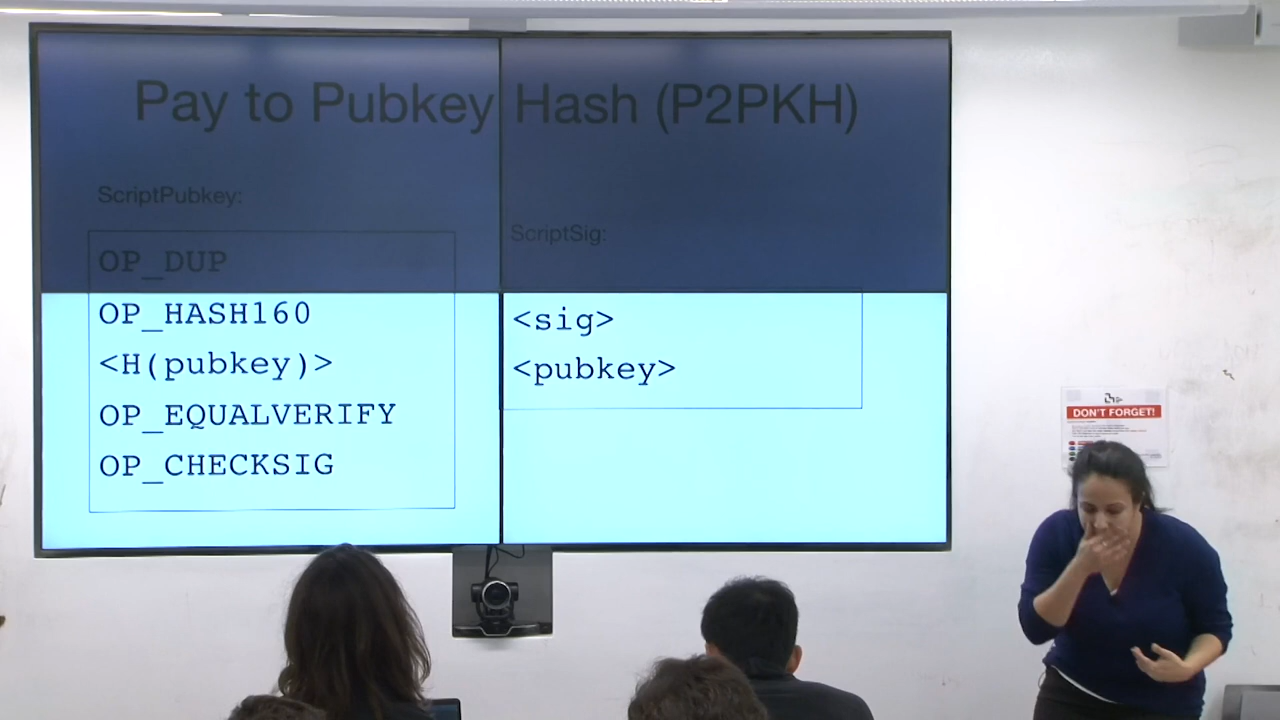 Pay to Pubkey Hash (P2PKH)
ScriptPubkey:
OP_DUP
OP_HASH160
<H(pubkey)>
OP_EQUALVERIFY
OP_CHECKSIG
ScriptSig:
<sig>
<pubkey>
DON'T FORGET!